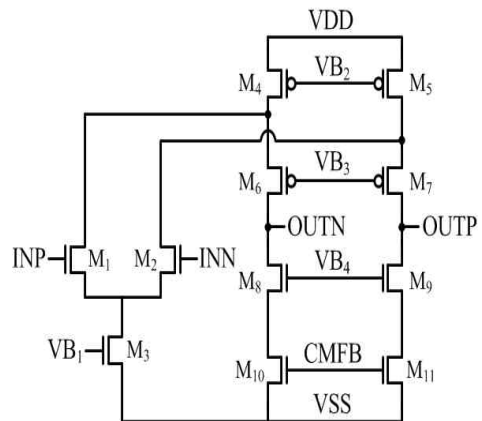 VDD
M4 VB2 M5
M6 VB3 M7
OUTN OUTP
INP M1 M2 INN
M8 VB4 M9
VB1 M3
M10 CMFB M11
VSS